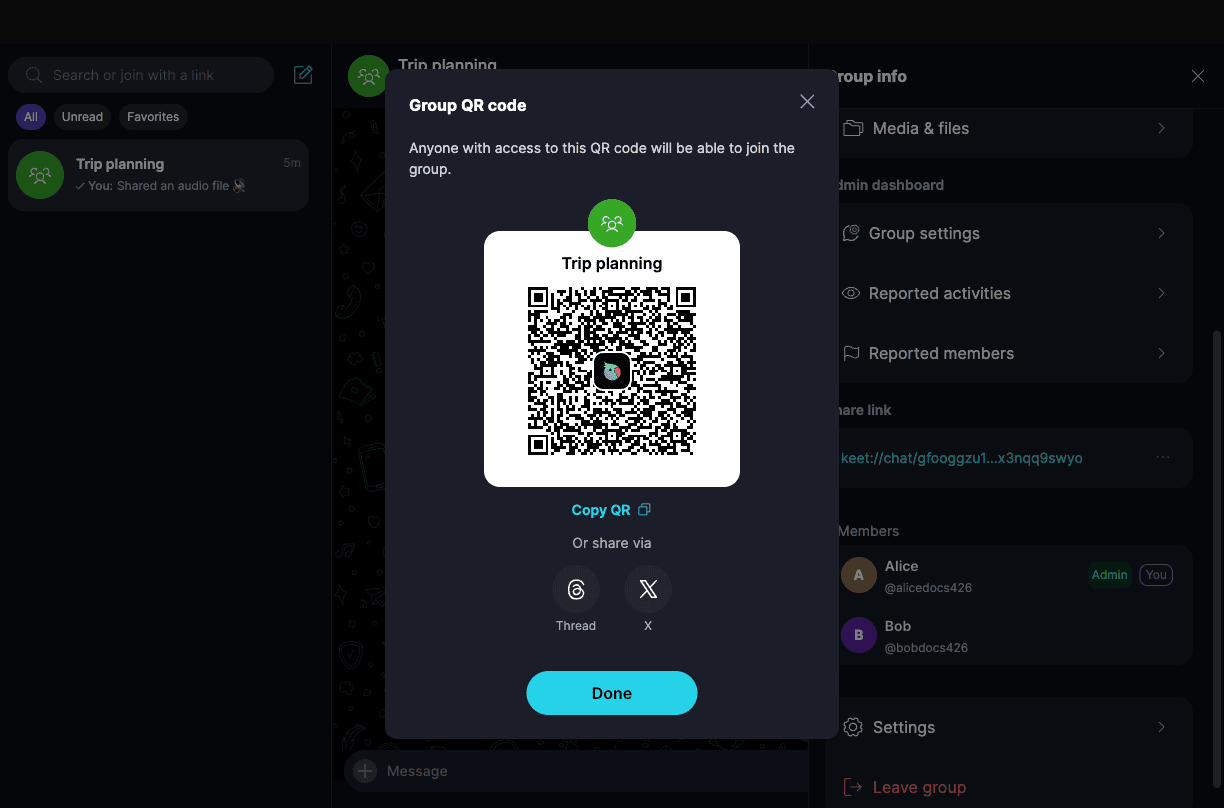 Search or join with a link
All
Unread
Favorites
Trip planning
5m
You: Shared an audio file
Trip planning
Group QR code
Anyone with access to this QR code will be able to join the
group.
Trip planning
Copy QR
Or share via
Thread
X
Done
Message
roup info
Media & files
dmin dashboard
Group settings
Reported activities
Reported members
hare link
keet://chat/gfooggzu1...x3nqq9swyo
Members
A
Alice
@alicedocs426
Admin
You
B
Bob
@bobdocs426
Settings
Leave group